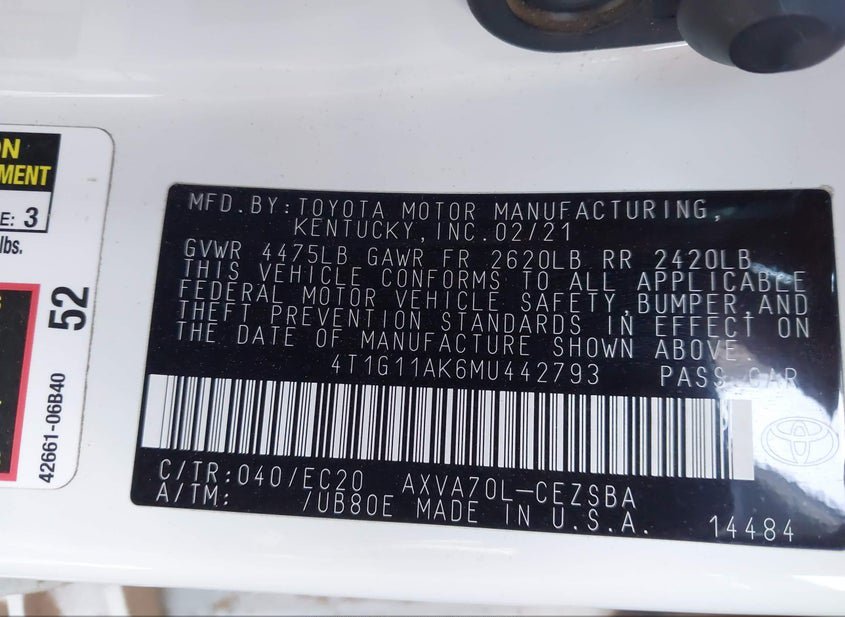 ON
MENT
E: 3
lbs.
52
42661-06B40
MFD.BY:TOYOTA MOTOR MANUFACTURING,
KENTUCKY,INC.02/21
GVWR 4475LB GAWR FR 2620LB RR 2420LB
THIS VEHICLE CONFORMS TO ALL APPLICABLE
FEDERAL MOTOR VEHICLE SAFETY,BUMPER,AND
THEFT PREVENTION STANDARDS IN EFFECT ON
THE DATE OF MANUFACTURE SHOWN ABOVE.
4T1G11AK6MU442793 PASS.CAR
C/TR:040/EC20 AXVA70L-CEZSBA
A/TM: /UB80E MADE IN U.S.A. 14484